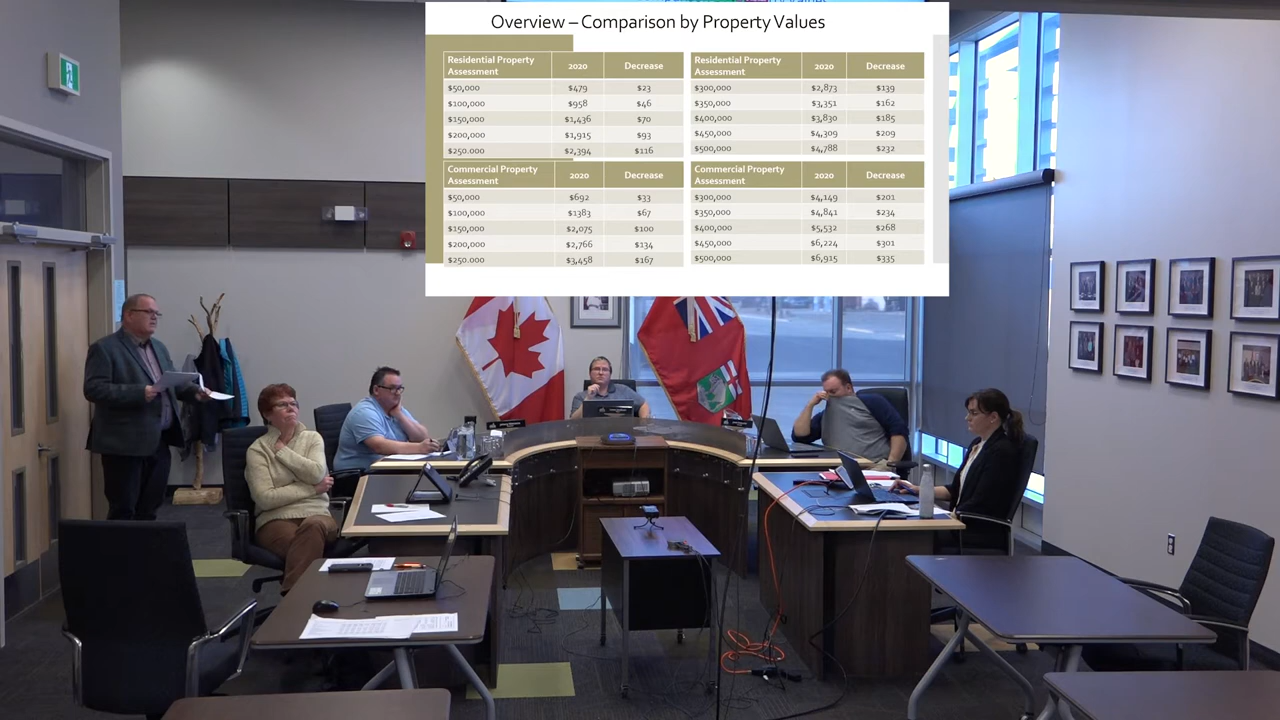 Overview – Comparison by Property Values
Residential Property Assessment 2020 Decrease
$50,000 $479 $23
$100,000 $958 $46
$150,000 $1,436 $70
$200,000 $1,915 $93
$250.000 $2,394 $116
Residential Property Assessment 2020 Decrease
$300,000 $2,873 $139
$350,000 $3,351 $162
$400,000 $3,830 $185
$450,000 $4,309 $209
$500,000 $4,788 $232
Commercial Property Assessment 2020 Decrease
$50,000 $692 $33
$100,000 $1383 $67
$150,000 $2,075 $100
$200,000 $2,766 $134
$250.000 $3,458 $167
Commercial Property Assessment 2020 Decrease
$300,000 $4,149 $201
$350,000 $4,841 $234
$400,000 $5,532 $268
$450,000 $6,224 $301
$500,000 $6,915 $335